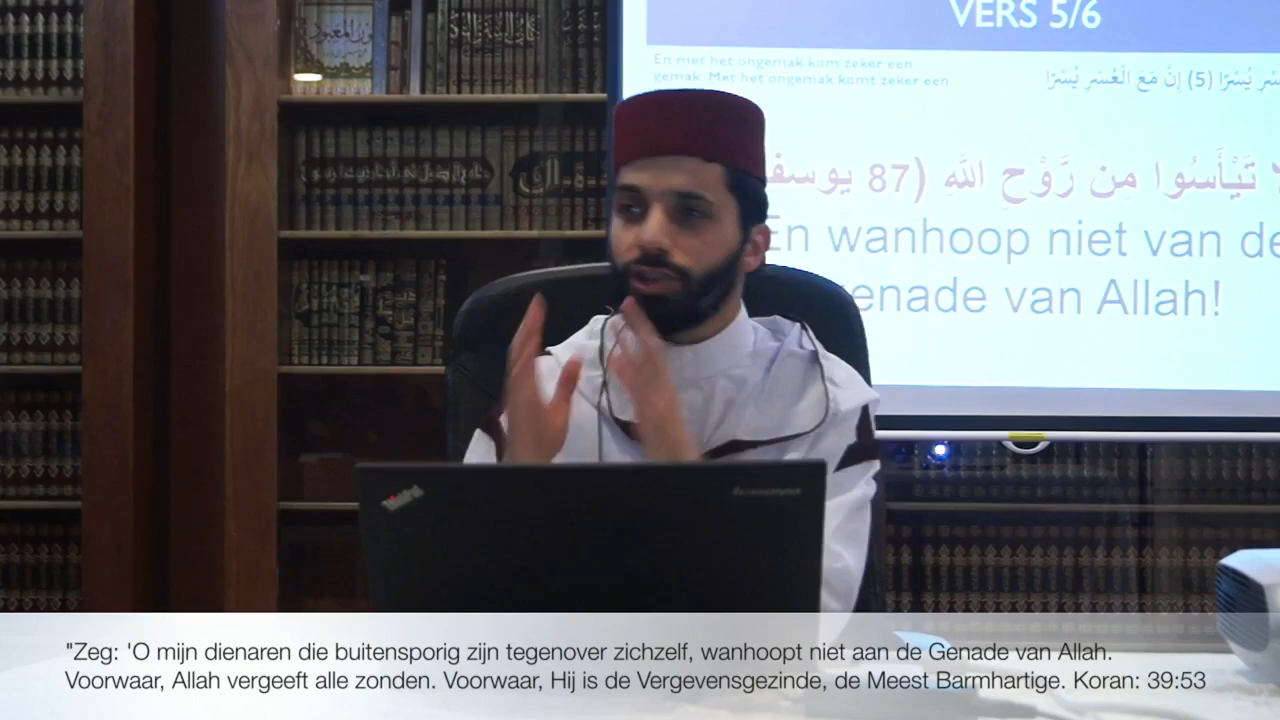 VERS 5/6
En met het ongemak kom zeker een
gemak. Met het ongemak komt zeker een
يُسْرًا (5) إِنَّ مَعَ الْعُسْرِ يُسْرًا
تَيْأَسُوا مِن رَّوْحِ اللَّهِ (87 يوسف
En wanhoop niet van de
genade van Allah!
ThinkPad
"Zeg: 'O mijn dienaren die buitensporig zijn tegenover zichzelf, wanhoopt niet aan de Genade van Allah.
Voorwaar, Allah vergeeft alle zonden. Voorwaar, Hij is de Vergevensgezinde, de Meest Barmhartige. Koran: 39:53